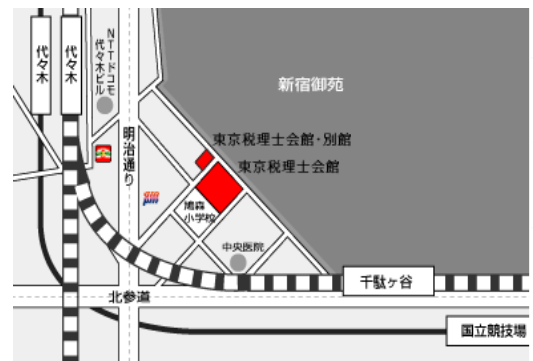 代々木
代々木
NTTドコモ
代々木ビル
新宿御苑
東京税理士会館・別館
東京税理士会館
明治通り
am
pm
鳩森
小学校
中央医院
千駄ヶ谷
北参道
国立競技場